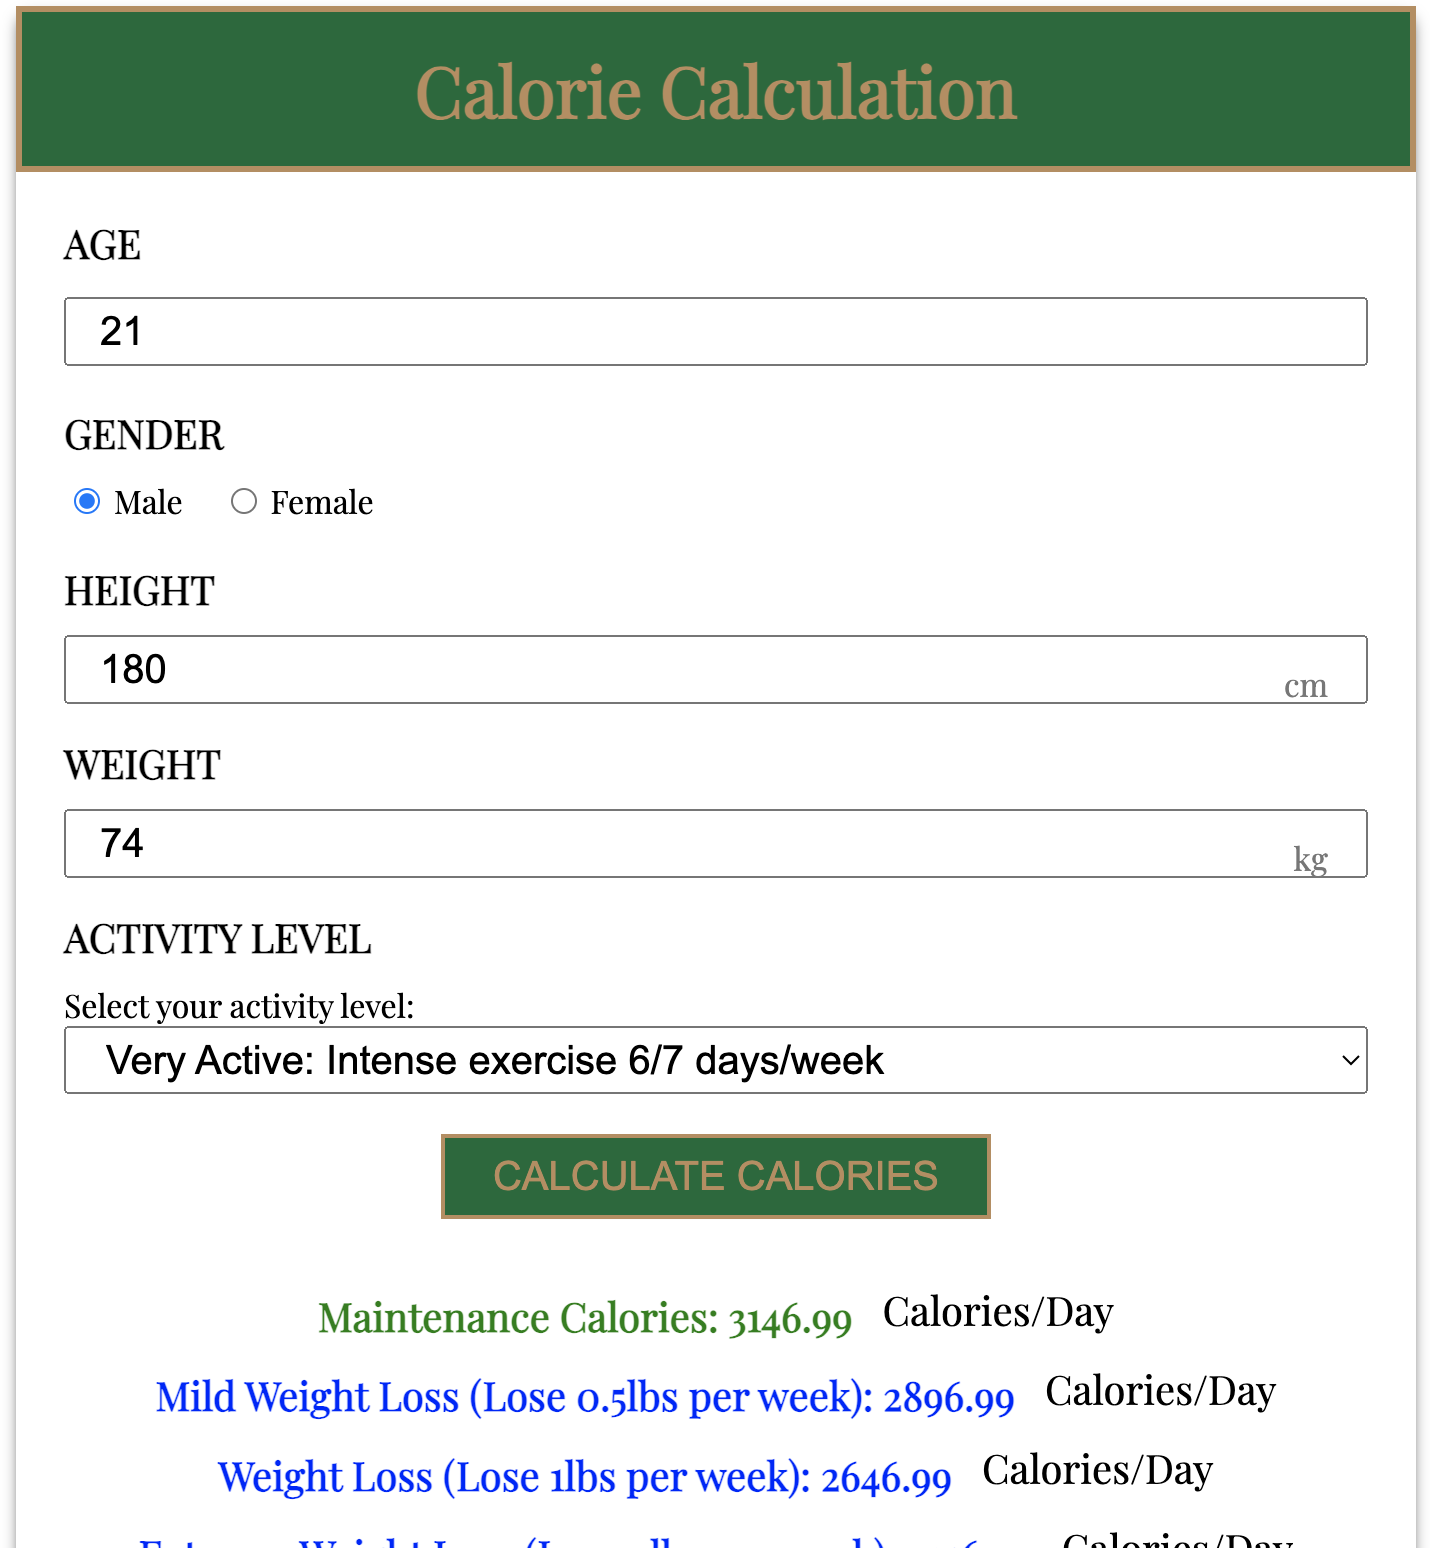 Calorie Calculation
AGE
21
GENDER
Male Female
HEIGHT
180 cm
WEIGHT
74 kg
ACTIVITY LEVEL
Select your activity level:
Very Active: Intense exercise 6/7 days/week
CALCULATE CALORIES
Maintenance Calories: 3146.99 Calories/Day
Mild Weight Loss (Lose 0.5lbs per week): 2896.99 Calories/Day
Weight Loss (Lose 1lbs per week): 2646.99 Calories/Day
Weight Calories/Day